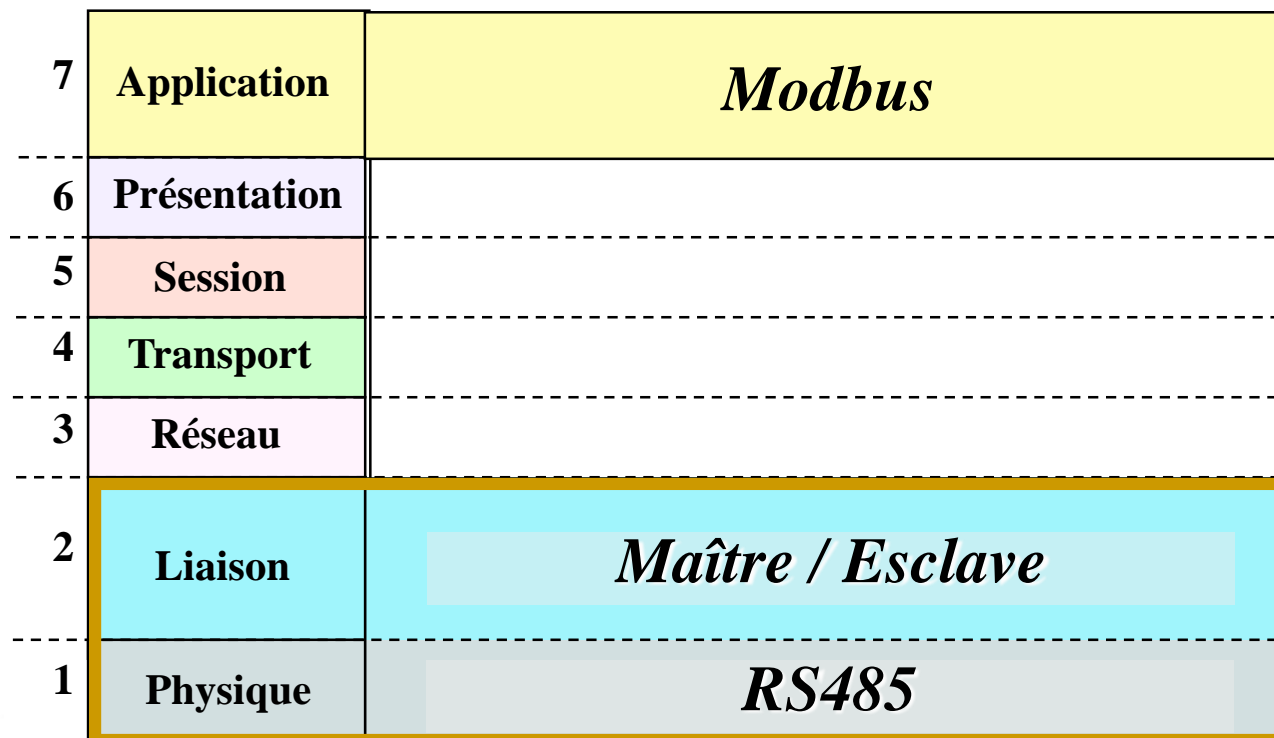 7 Application Modbus
6 Présentation
5 Session
4 Transport
3 Réseau
2 Liaison Maître / Esclave
1 Physique RS485